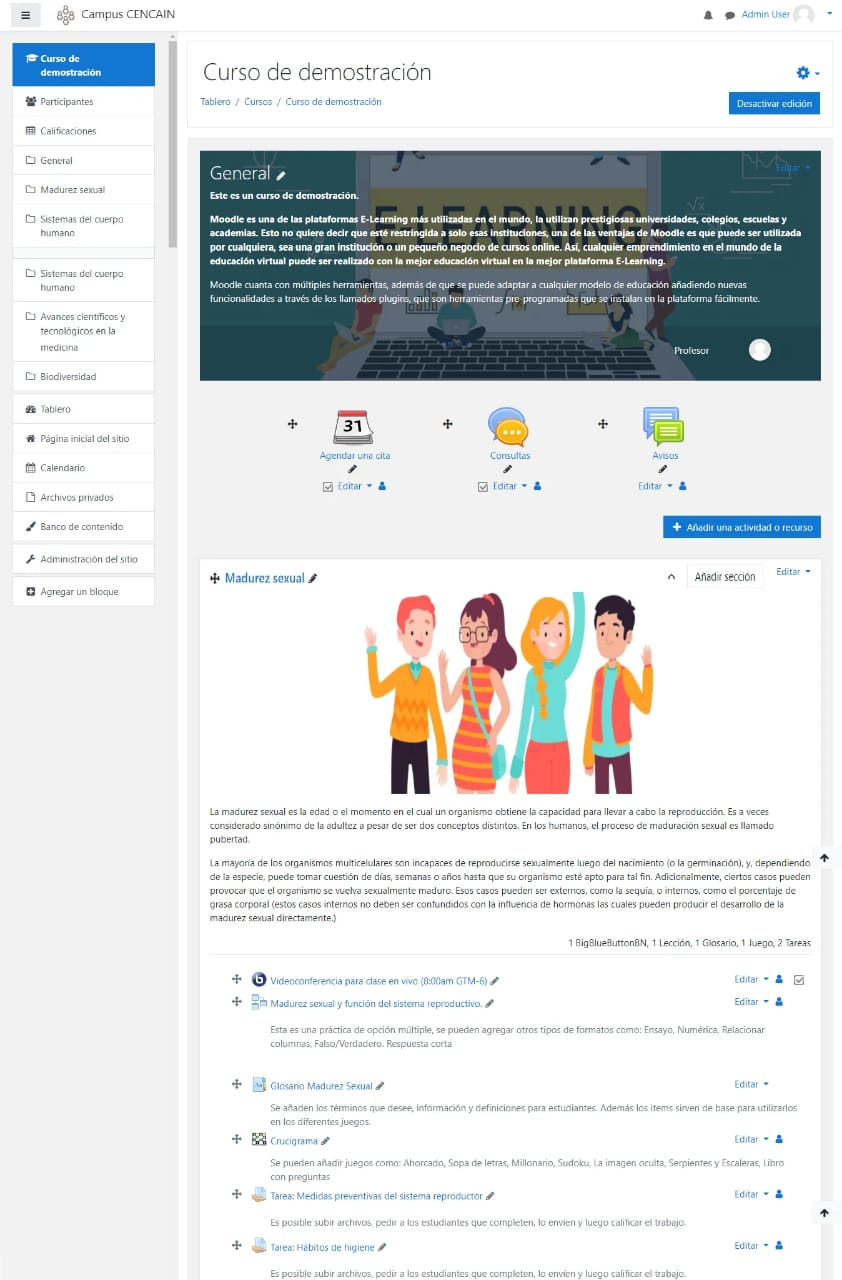 Campus CENCAIN
Admin User
Curso de
demostración
Participantes
Calificaciones
General
Madurez sexual
Sistemas del cuerpo
humano
Sistemas del cuerpo
humano
Avances científicos y
tecnológicos en la
medicina
Biodiversidad
Tablero
Página inicial del sitio
Calendario
Archivos privados
Banco de contenido
Administración del sitio
Agregar un bloque
Curso de demostración
Tablero / Cursos / Curso de demostración
Desactivar edición
General
Editar
Este es un curso de demostración.
Moodle es una de las plataformas E-Learning más utilizadas en el mundo, la utilizan prestigiosas universidades, colegios, escuelas y
academias. Esto no quiere decir que esté restringida a solo esas instituciones, una de las ventajas de Moodle es que puede ser utilizada
por cualquiera, sea una gran institución o un pequeño negocio de cursos online. Así, cualquier emprendimiento en el mundo de la
educación virtual puede ser realizado con la mejor educación virtual en la mejor plataforma E-Learning.
Moodle cuanta con múltiples herramientas, además de que se puede adaptar a cualquier modelo de educación añadiendo nuevas
funcionalidades a través de los llamados plugins, que son herramientas pre-programadas que se instalan en la plataforma fácilmente.
E-LEARNING
Profesor
31
Agendar una cita
Editar
Consultas
Editar
Avisos
Editar
Añadir una actividad o recurso
Madurez sexual
Añadir sección
Editar
La madurez sexual es la edad o el momento en el cual un organismo obtiene la capacidad para llevar a cabo la reproducción. Es a veces
considerado sinónimo de la adultez a pesar de ser dos conceptos distintos. En los humanos, el proceso de maduración sexual es llamado
pubertad.
La mayoría de los organismos multicelulares son incapaces de reproducirse sexualmente luego del nacimiento (o la germinación), y, dependiendo
de la especie, puede tomar cuestión de días, semanas o años hasta que su organismo esté apto para tal fin. Adicionalmente, ciertos casos pueden
provocar que el organismo se vuelva sexualmente maduro. Esos casos pueden ser externos, como la sequía, o internos, como el porcentaje de
grasa corporal (estos casos internos no deben ser confundidos con la influencia de hormonas las cuales pueden producir el desarrollo de la
madurez sexual directamente.)
1 BigBlueButtonBN, 1 Lección, 1 Glosario, 1 Juego, 2 Tareas
Videoconferencia para clase en vivo (8:00am GTM-6)
Editar
Madurez sexual y función del sistema reproductivo.
Editar
Esta es una práctica de opción múltiple, se pueden agregar otros tipos de formatos como: Ensayo, Numérica, Relacionar
columnas, Falso/Verdadero. Respuesta corta
Glosario Madurez Sexual
Editar
Se añaden los términos que desee, información y definiciones para estudiantes. Además los items sirven de base para utilizarlos
en los diferentes juegos.
Crucigrama
Editar
Se pueden añadir juegos como: Ahorcado, Sopa de letras, Millonario, Sudoku, La imagen oculta, Serpientes y Escaleras, Libro
con preguntas
Tarea: Medidas preventivas del sistema reproductor
Editar
Es posible subir archivos, pedir a los estudiantes que completen, lo envíen y luego calificar el trabajo.
Tarea: Hábitos de higiene
Editar
Es posible subir archivos, pedir a los estudiantes que completen, lo envíen y luego calificar el trabajo.